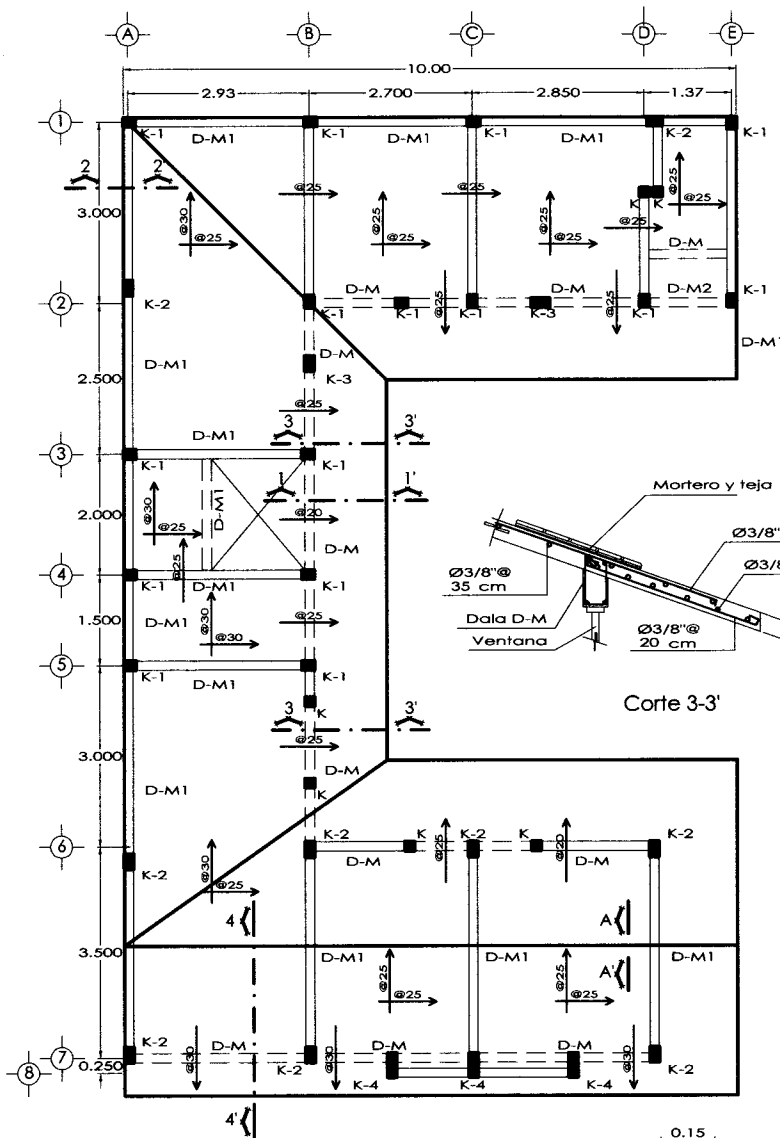 A B C D E
10.00
2.93 2.700 2.850 1.37
1 K-1 D-M1 K-1 D-M1 K-1 D-M1 K-2 K-1
2 2' @25 @25 @25
3.000 @30 @25 @25 @25 @25 @25 K K @25
D-M
2 K-2 D-M @25 D-M @25 D-M2
K-1 K-1 K-1 K-3 K-1 K-1
D-M D-M1
2.500 D-M1 K-3
@25
D-M1 3 3'
3 K-1 K-1
1 1' Mortero y teja
2.000 @30 @25 D-M1 @20 Ø3/8"
D-M Ø3/8"@ Ø3/8
@25 35 cm
4 K-1 D-M1 K-1 Dala D-M Ø3/8"@
1.500 D-M1 @30 @25 Ventana 20 cm
@30
5 K-1 D-M1 K-1
K Corte 3-3'
3 3'
3.000 @25
D-M1 D-M
K
6 K-2 K @25 K-2 K @20 K-2
K-2 @30 D-M D-M
@25
4 A
3.500 4' D-M1 D-M1 A' D-M1
@25 @25 @25 @25
7 K-2 D-M D-M D-M
0.250 @30 K-2 @30 @30 K-2
8 K-4 K-4 K-4
4'
0.15